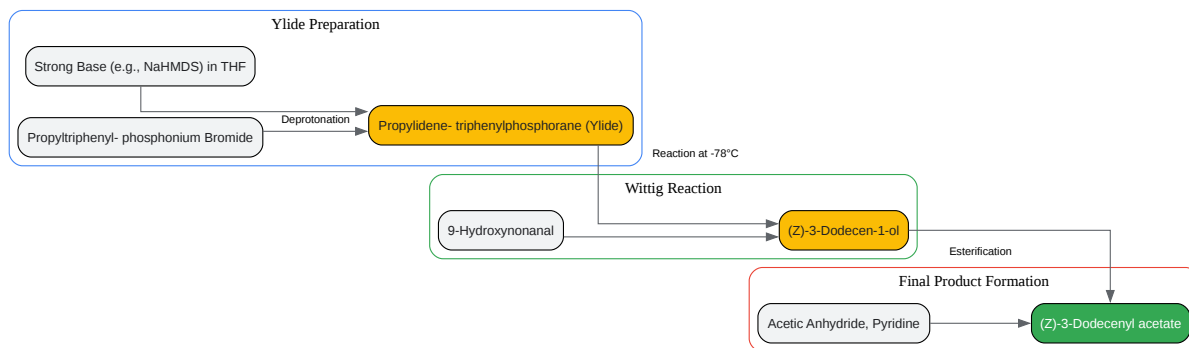 Ylide Preparation
Strong Base (e.g., NaHMDS) in THF
Propyltriphenyl- phosphonium Bromide
Deprotonation
Propylidene- triphenylphosphorane (Ylide)
Reaction at -78°C
Wittig Reaction
9-Hydroxynonanal
(Z)-3-Dodecen-1-ol
Esterification
Final Product Formation
Acetic Anhydride, Pyridine
(Z)-3-Dodecenyl acetate